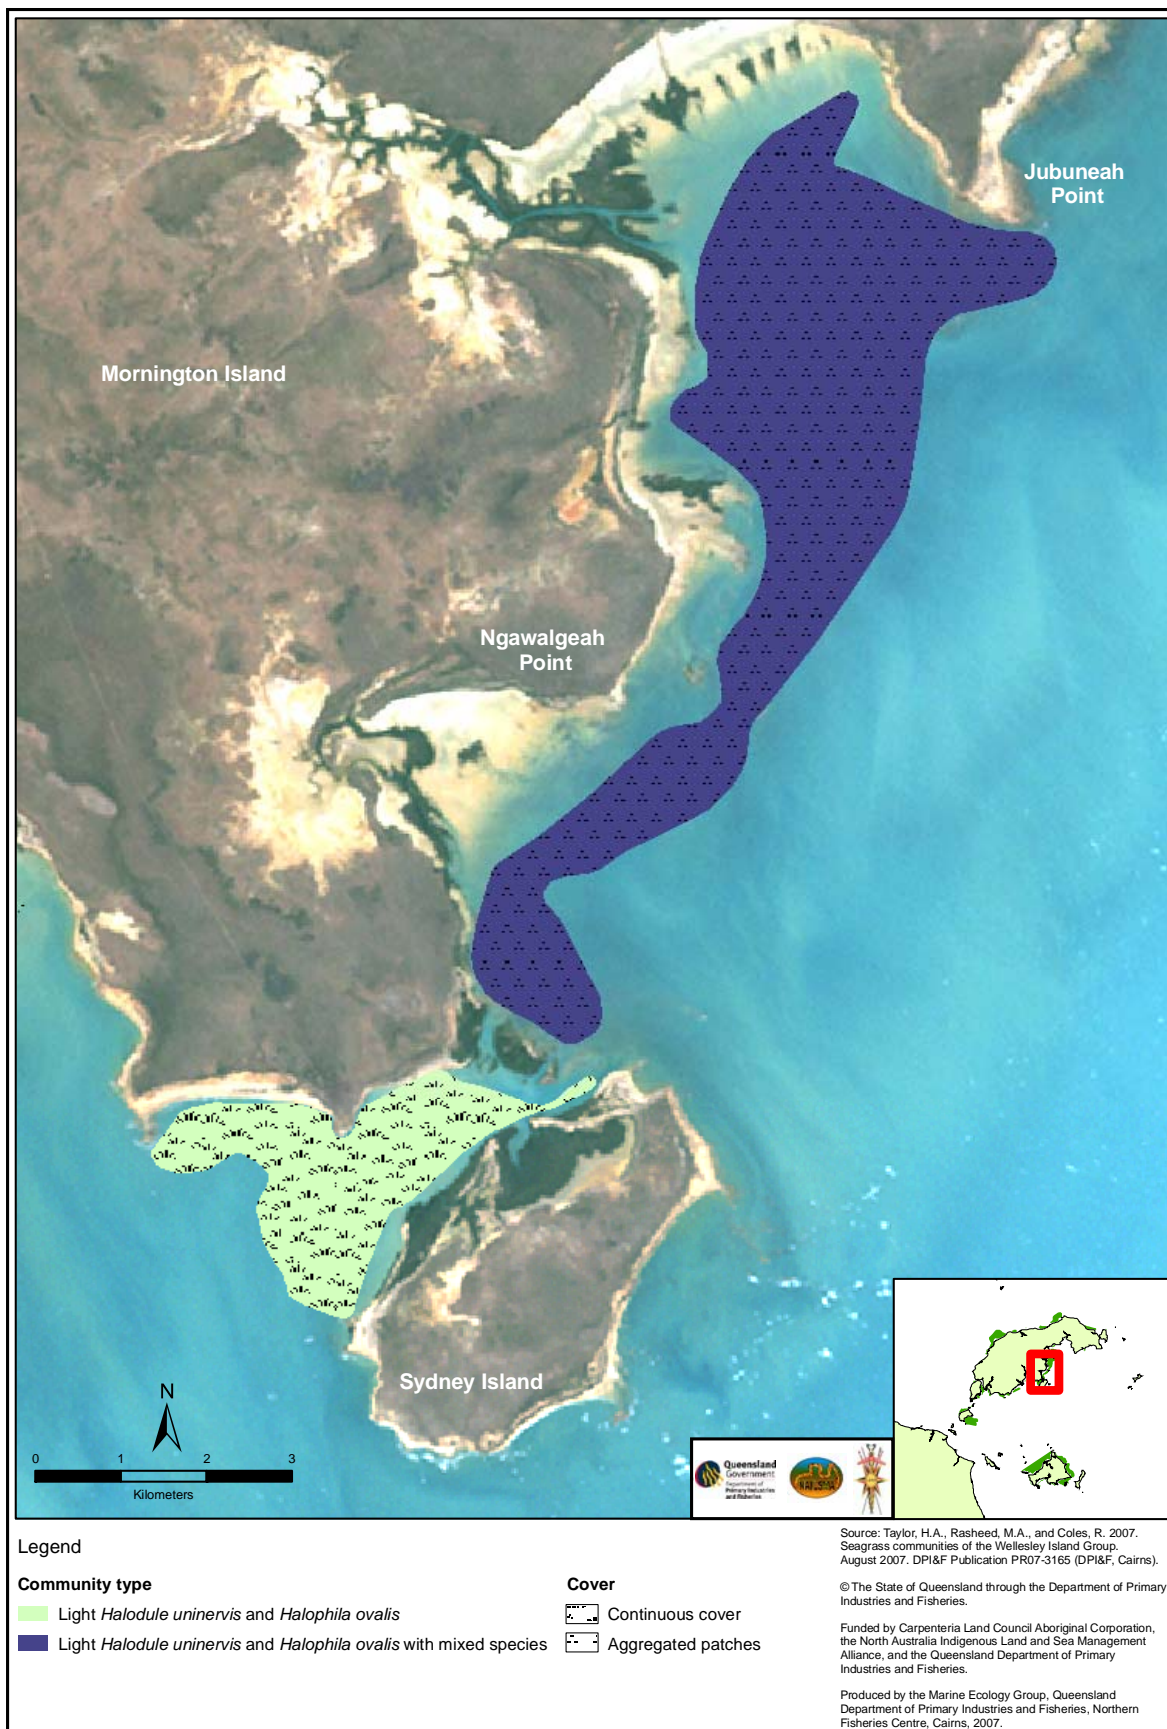 Jubuneah
Point
Mornington Island
Ngawalgeah
Point
Sydney Island
N
0 1 2 3
Kilometers
Queensland
Government
Department of
Primary Industries
and Fisheries
Legend
Community type
Light Halodule uninervis and Halophila ovalis
Light Halodule uninervis and Halophila ovalis with mixed species
Cover
Continuous cover
Aggregated patches
Source: Taylor, H.A., Rasheed, M.A., and Coles, R. 2007.
Seagrass communities of the Wellesley Island Group.
August 2007. DPI&F Publication PR07-3165 (DPI&F, Cairns).
© The State of Queensland through the Department of Primary
Industries and Fisheries.
Funded by Carpenteria Land Council Aboriginal Corporation,
the North Australia Indigenous Land and Sea Management
Alliance, and the Queensland Department of Primary
Industries and Fisheries.
Produced by the Marine Ecology Group, Queensland
Department of Primary Industries and Fisheries, Northern
Fisheries Centre, Cairns, 2007.